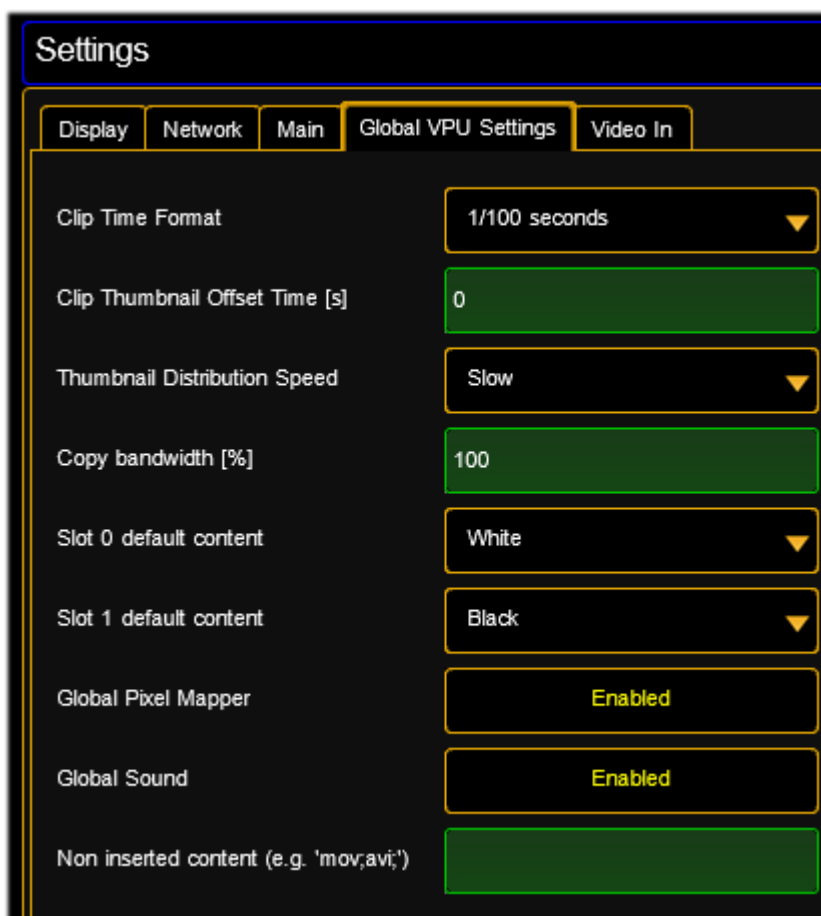 Settings
Display Network Main Global VPU Settings Video In
Clip Time Format 1/100 seconds
Clip Thumbnail Offset Time [s] 0
Thumbnail Distribution Speed Slow
Copy bandwidth [%] 100
Slot 0 default content White
Slot 1 default content Black
Global Pixel Mapper Enabled
Global Sound Enabled
Non inserted content (e.g. 'mov;avi;')